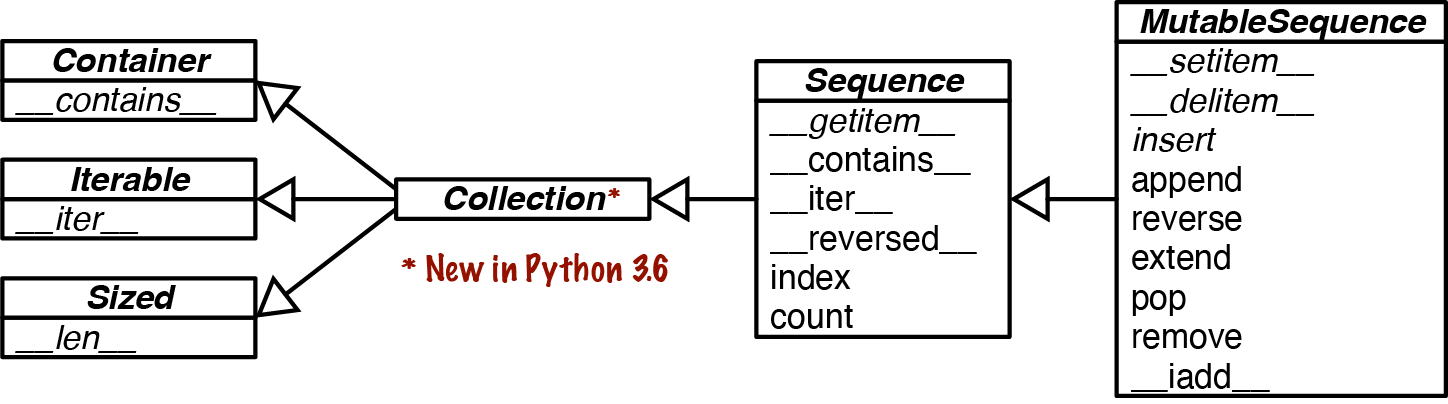 Container
__contains__
Iterable
__iter__
Sized
__len__
Collection*
* New in Python 3.6
Sequence
__getitem__
__contains__
__iter__
__reversed__
index
count
MutableSequence
__setitem__
__delitem__
insert
append
reverse
extend
pop
remove
__iadd__